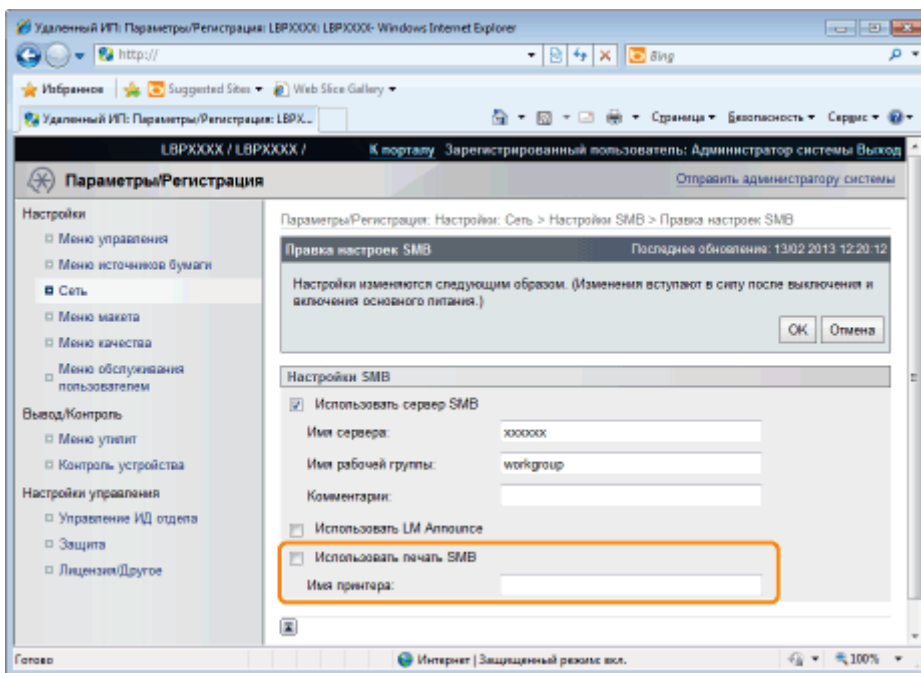 Удаленный ИП: Параметры/Регистрация: LBPXXXX: LBPXXXX- Windows Internet Explorer
http://
Bing
Избранное Suggested Sites Web Slice Gallery
Удаленный ИП: Параметры/Регистрация: LBPX... Страница Безопасность Сервис
LBPXXXX / LBPXXXX / К порталу Зарегистрированный пользователь: Администратор системы Выход
Параметры/Регистрация
Отправить администратору системы
Настройки
Меню управления
Меню источников бумаги
Сеть
Меню макета
Меню качества
Меню обслуживания
пользователем
Вывод/Контроль
Меню утилит
Контроль устройства
Настройки управления
Управление ИД отдела
Защита
Лицензия/Другое
Параметры/Регистрация: Настройки: Сеть > Настройки SMB > Правка настроек SMB
Правка настроек SMB
Последнее обновление: 13/02 2013 12:20:12
Настройки изменяются следующим образом. (Изменения вступают в силу после выключения и
включения основного питания.)
OK Отмена
Настройки SMB
Использовать сервер SMB
Имя сервера: xxxxxx
Имя рабочей группы: workgroup
Комментарии:
Использовать LM Announce
Использовать печать SMB
Имя принтера:
Готово
Интернет | Защищенный режим: вкл.
100%